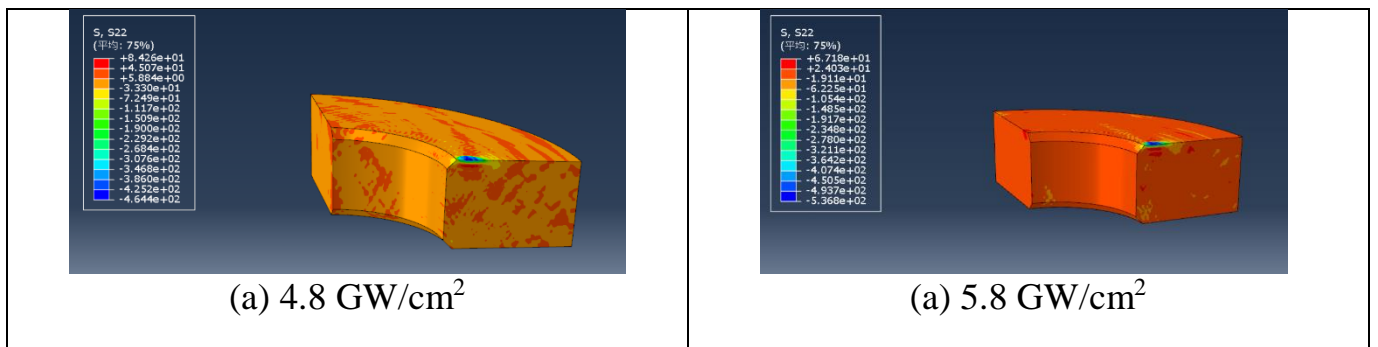 S, S22
(平均: 75%)
+8.426e+01
+4.507e+01
+5.884e+00
-3.330e+01
-7.249e+01
-1.117e+02
-1.509e+02
-1.900e+02
-2.292e+02
-2.684e+02
-3.076e+02
-3.468e+02
-3.860e+02
-4.252e+02
-4.644e+02
(a) 4.8 GW/cm²
S, S22
(平均: 75%)
+6.718e+01
+2.403e+01
-1.911e+01
-6.225e+01
-1.054e+02
-1.485e+02
-1.917e+02
-2.348e+02
-2.780e+02
-3.211e+02
-3.642e+02
-4.074e+02
-4.505e+02
-4.937e+02
-5.368e+02
(a) 5.8 GW/cm²